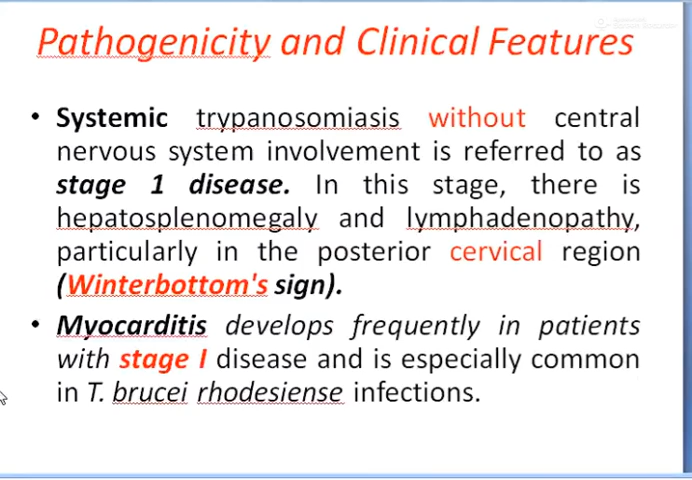 Pathogenicity and Clinical Features
• Systemic trypanosomiasis without central
nervous system involvement is referred to as
stage 1 disease. In this stage, there is
hepatosplenomegaly and lymphadenopathy,
particularly in the posterior cervical region
(Winterbottom's sign).
• Myocarditis develops frequently in patients
with stage I disease and is especially common
in T. brucei rhodesiense infections.